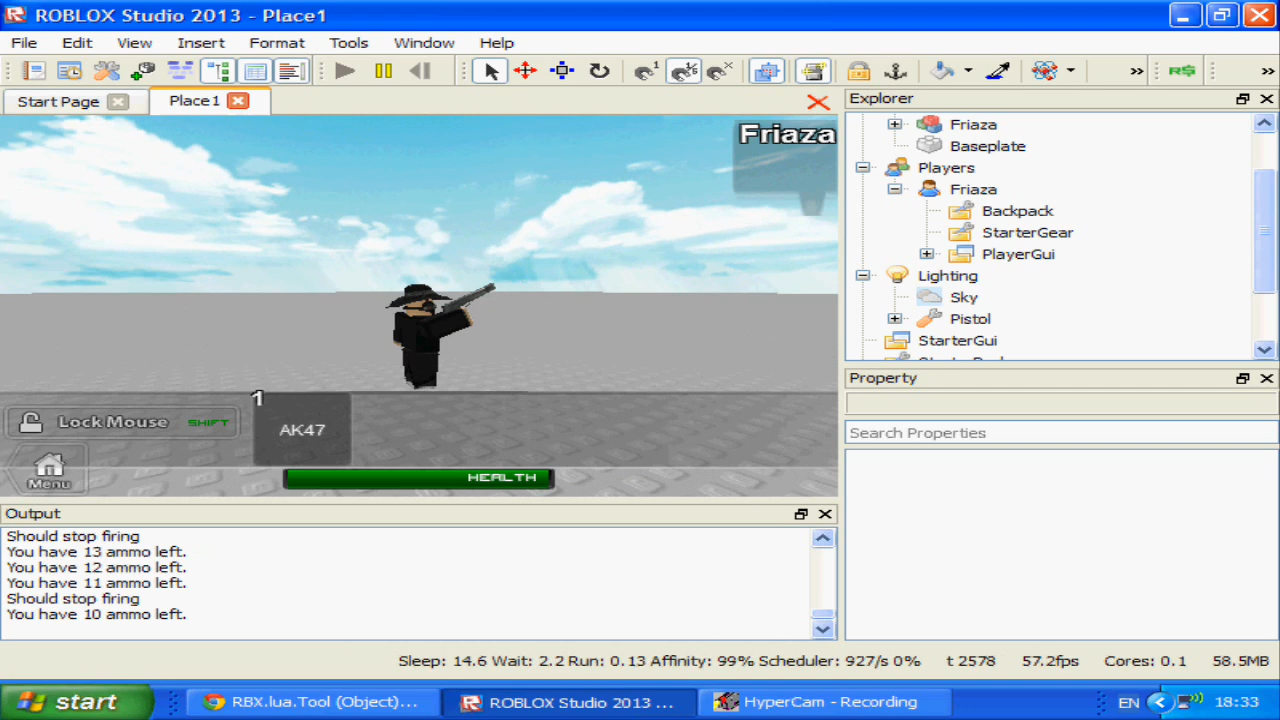 ROBLOX Studio 2013 - Place1
File Edit View Insert Format Tools Window Help
1 1/5 x R$
Start Page Place1
Friaza
1
Lock Mouse SHIFT
AK47
Menu
HEALTH
Explorer
Friaza
Baseplate
Players
Friaza
Backpack
StarterGear
PlayerGui
Lighting
Sky
Pistol
StarterGui
Property
Search Properties
Output
Should stop firing
You have 13 ammo left.
You have 12 ammo left.
You have 11 ammo left.
Should stop firing
You have 10 ammo left.
Sleep: 14.6 Wait: 2.2 Run: 0.13 Affinity: 99% Scheduler: 927/s 0% t 2578 57.2fps Cores: 0.1 58.5MB
start RBX.lua.Tool (Object)... ROBLOX Studio 2013 ... HyperCam - Recording EN 18:33